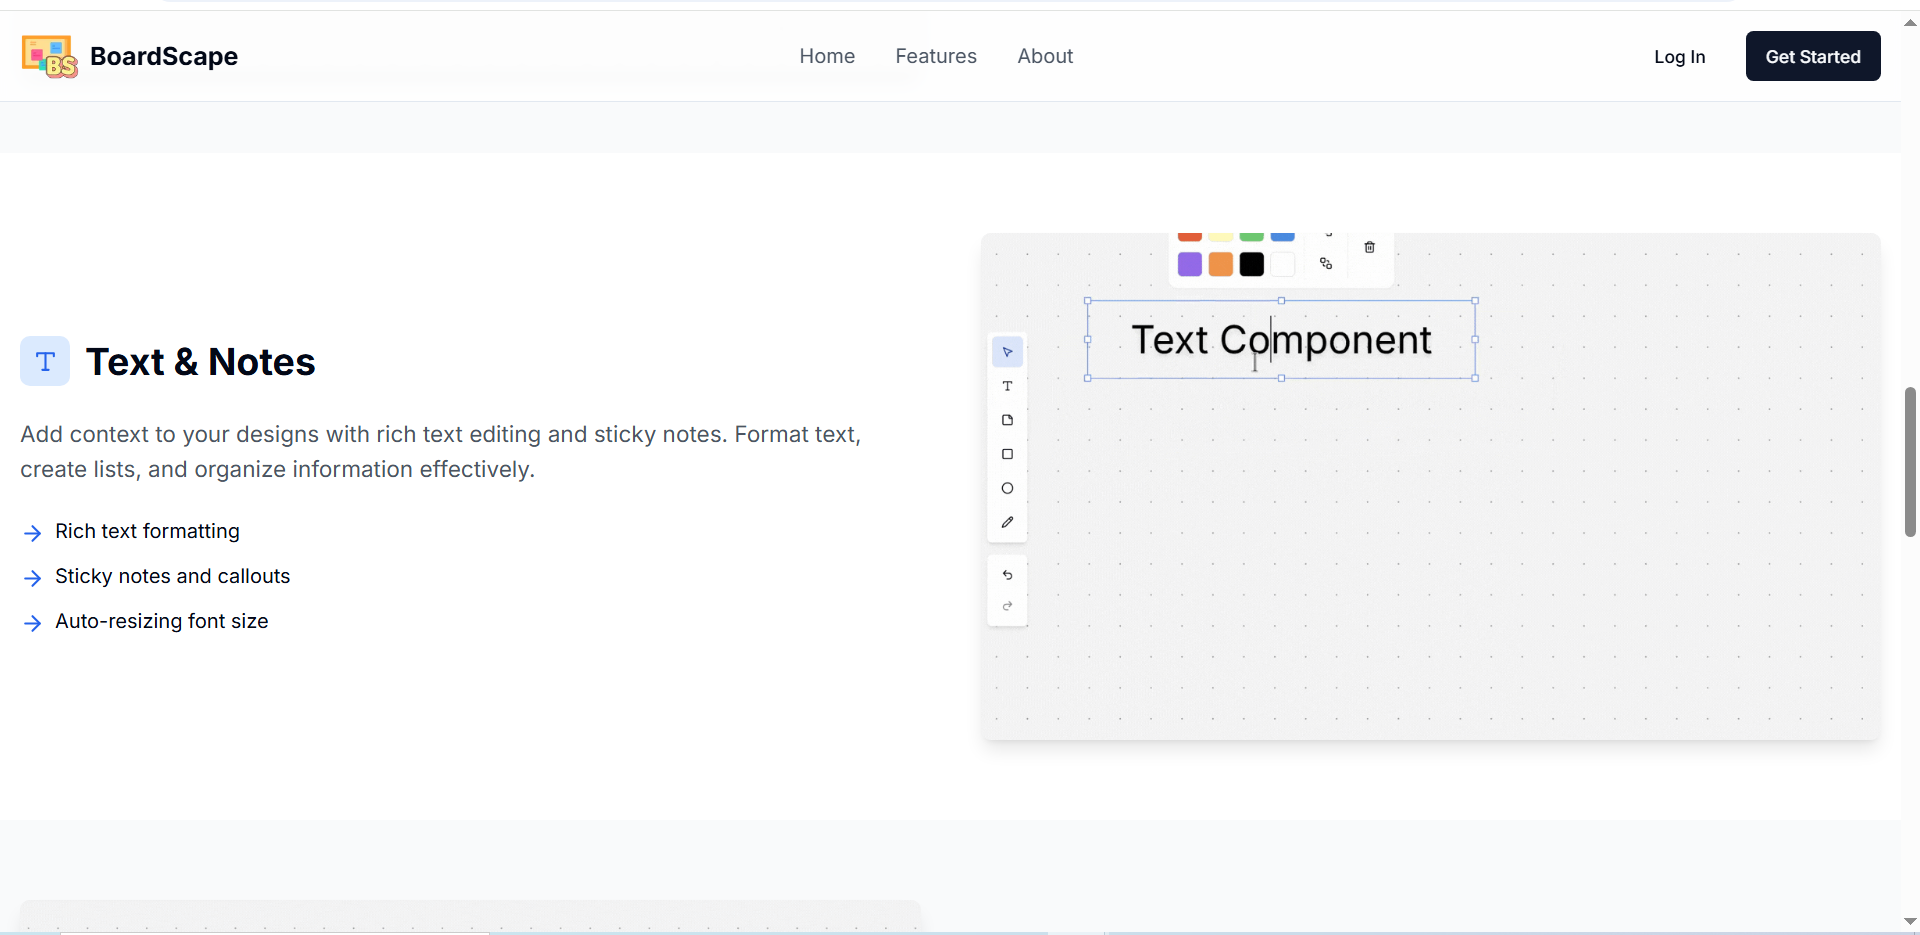 BS
BoardScape
Home
Features
About
Log In
Get Started
T
Text & Notes
Add context to your designs with rich text editing and sticky notes. Format text,
create lists, and organize information effectively.
Rich text formatting
Sticky notes and callouts
Auto-resizing font size
Text Component
T